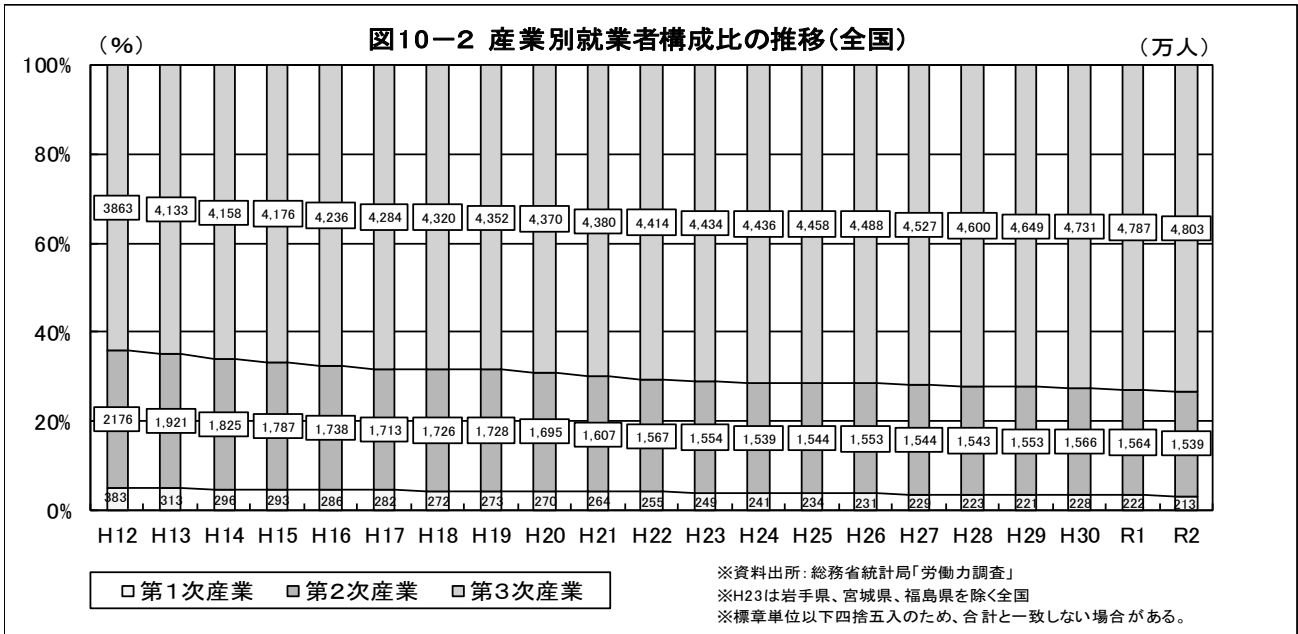 図10－2 産業別就業者構成比の推移(全国)
（％）
（万人）
100%
80%
60%
40%
20%
0%
3863 4,133 4,158 4,176 4,236 4,284 4,320 4,352 4,370 4,380 4,414 4,434 4,436 4,458 4,488 4,527 4,600 4,649 4,731 4,787 4,803
2176 1,921 1,825 1,787 1,738 1,713 1,726 1,728 1,695 1,607 1,567 1,554 1,539 1,544 1,553 1,544 1,543 1,553 1,566 1,564 1,539
383 313 296 293 286 282 272 273 270 264 255 249 241 234 231 229 223 221 228 222 213
H12 H13 H14 H15 H16 H17 H18 H19 H20 H21 H22 H23 H24 H25 H26 H27 H28 H29 H30 R1 R2
第１次産業 第２次産業 第３次産業
※資料出所：総務省統計局「労働力調査」
※H23は岩手県、宮城県、福島県を除く全国
※標章単位以下四捨五入のため、合計と一致しない場合がある。